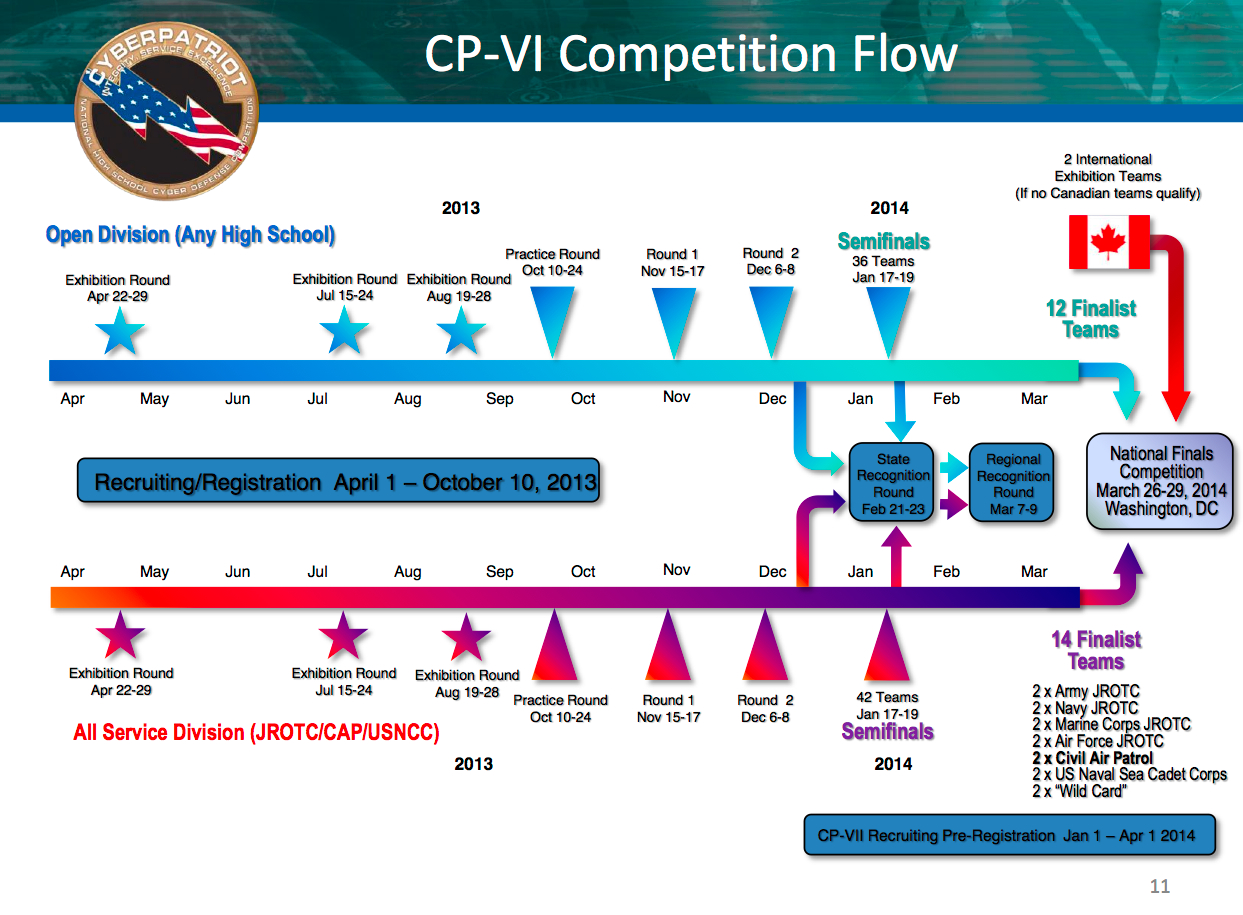 CP-VI Competition Flow
CYBERPATRIOT
INTEGRITY, SERVICE, EXCELLENCE
NATIONAL HIGH SCHOOL CYBER DEFENSE COMPETITION
2 International
Exhibition Teams
(If no Canadian teams qualify)
2013
2014
Open Division (Any High School)
Exhibition Round
Apr 22-29
Exhibition Round
Jul 15-24
Exhibition Round
Aug 19-28
Practice Round
Oct 10-24
Round 1
Nov 15-17
Round 2
Dec 6-8
Semifinals
36 Teams
Jan 17-19
12 Finalist
Teams
Apr May Jun Jul Aug Sep Oct Nov Dec Jan Feb Mar
Recruiting/Registration April 1 – October 10, 2013
State
Recognition
Round
Feb 21-23
Regional
Recognition
Round
Mar 7-9
National Finals
Competition
March 26-29, 2014
Washington, DC
Apr May Jun Jul Aug Sep Oct Nov Dec Jan Feb Mar
Exhibition Round
Apr 22-29
Exhibition Round
Jul 15-24
Exhibition Round
Aug 19-28
Practice Round
Oct 10-24
Round 1
Nov 15-17
Round 2
Dec 6-8
42 Teams
Jan 17-19
Semifinals
14 Finalist
Teams
2 x Army JROTC
2 x Navy JROTC
2 x Marine Corps JROTC
2 x Air Force JROTC
2 x Civil Air Patrol
2 x US Naval Sea Cadet Corps
2 x “Wild Card”
All Service Division (JROTC/CAP/USNCC)
2013
2014
CP-VII Recruiting Pre-Registration Jan 1 – Apr 1 2014
11